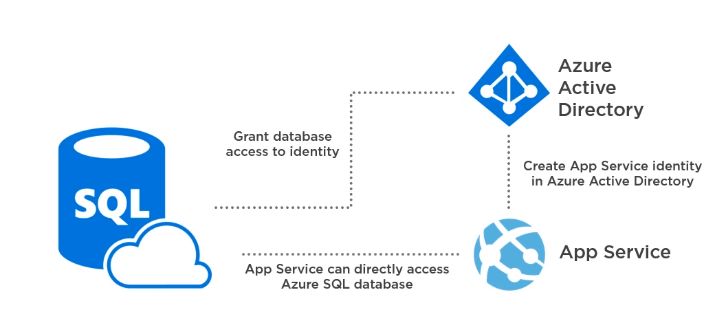 Azure
Active
Directory
Grant database
access to identity
Create App Service identity
in Azure Active Directory
SQL
App Service
App Service can directly access
Azure SQL database